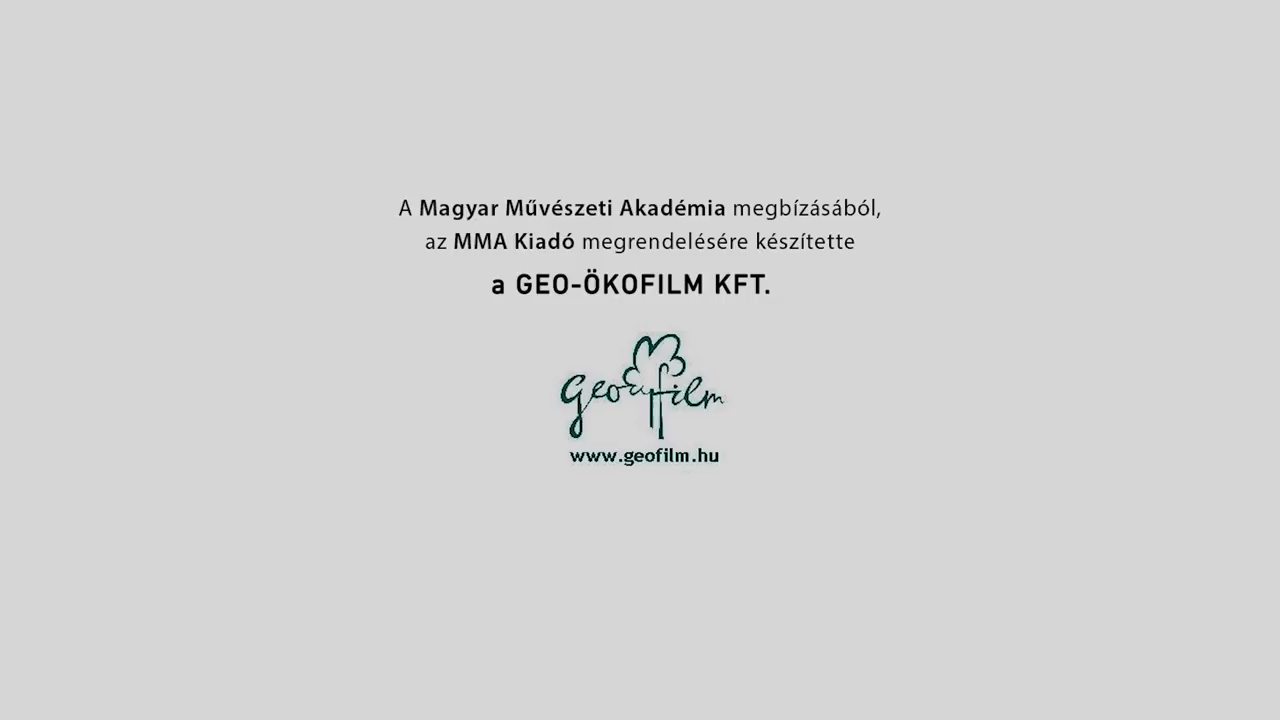 A Magyar Művészeti Akadémia megbízásából,
az MMA Kiadó megrendelésére készítette
a GEO-ÖKOFILM KFT.
geofilm
www.geofilm.hu